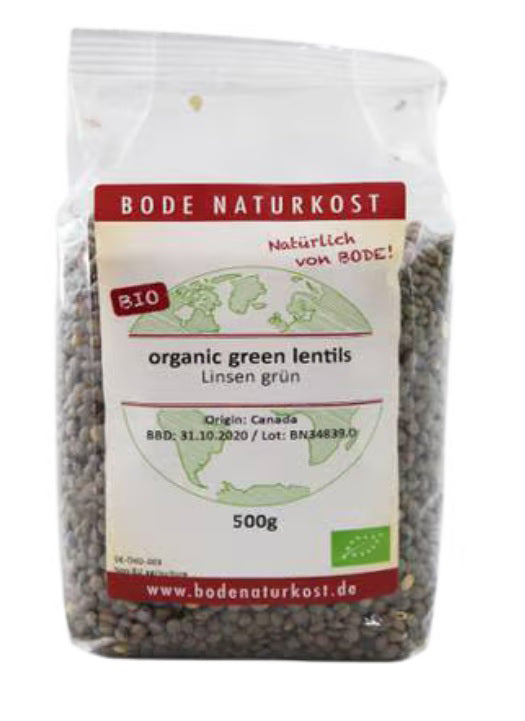 BODE NATURKOST
Natürlich
von BODE!
BIO
organic green lentils
Linsen grün
Origin: Canada
BBD: 31.10.2020 / Lot: BN34839.0
500g
www.bodenaturkost.de